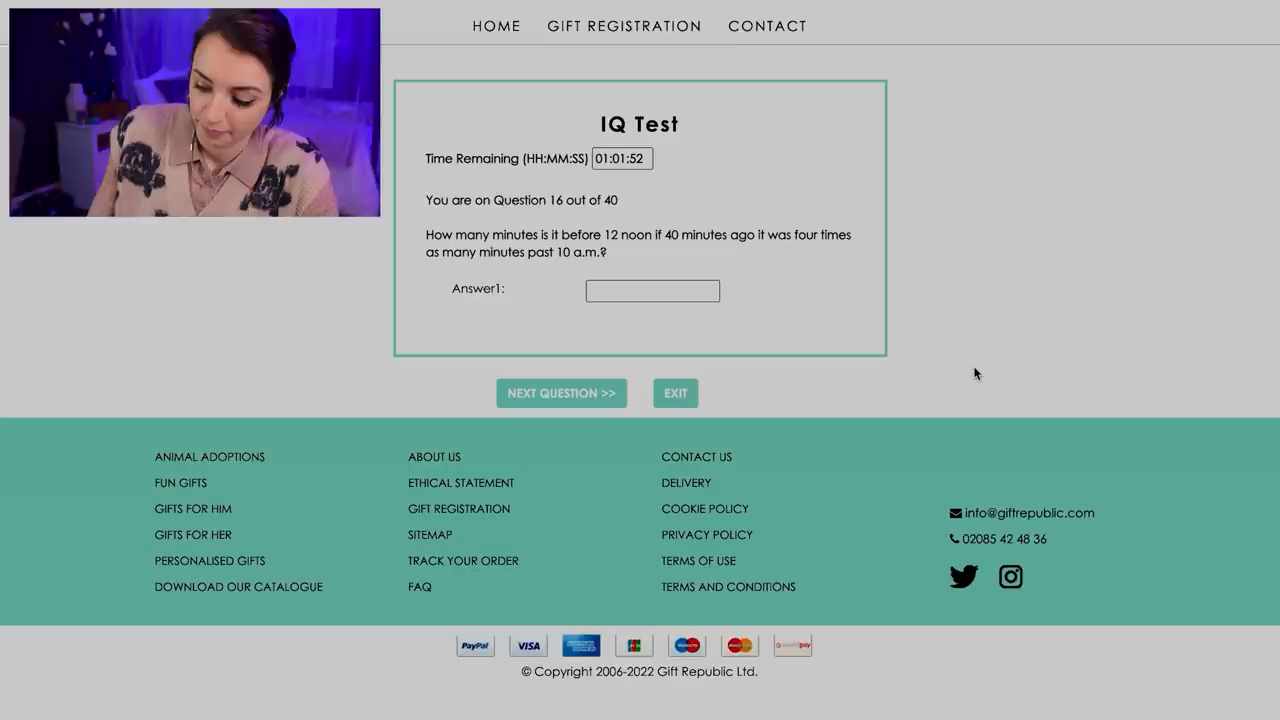 HOME GIFT REGISTRATION CONTACT
IQ Test
Time Remaining (HH:MM:SS) 01:01:52
You are on Question 16 out of 40
How many minutes is it before 12 noon if 40 minutes ago it was four times
as many minutes past 10 a.m.?
Answer1:
NEXT QUESTION >> EXIT
ANIMAL ADOPTIONS
FUN GIFTS
GIFTS FOR HIM
GIFTS FOR HER
PERSONALISED GIFTS
DOWNLOAD OUR CATALOGUE
ABOUT US
ETHICAL STATEMENT
GIFT REGISTRATION
SITEMAP
TRACK YOUR ORDER
FAQ
CONTACT US
DELIVERY
COOKIE POLICY
PRIVACY POLICY
TERMS OF USE
TERMS AND CONDITIONS
info@giftrepublic.com
02085 42 48 36
PayPal VISA JCB worldpay
© Copyright 2006-2022 Gift Republic Ltd.